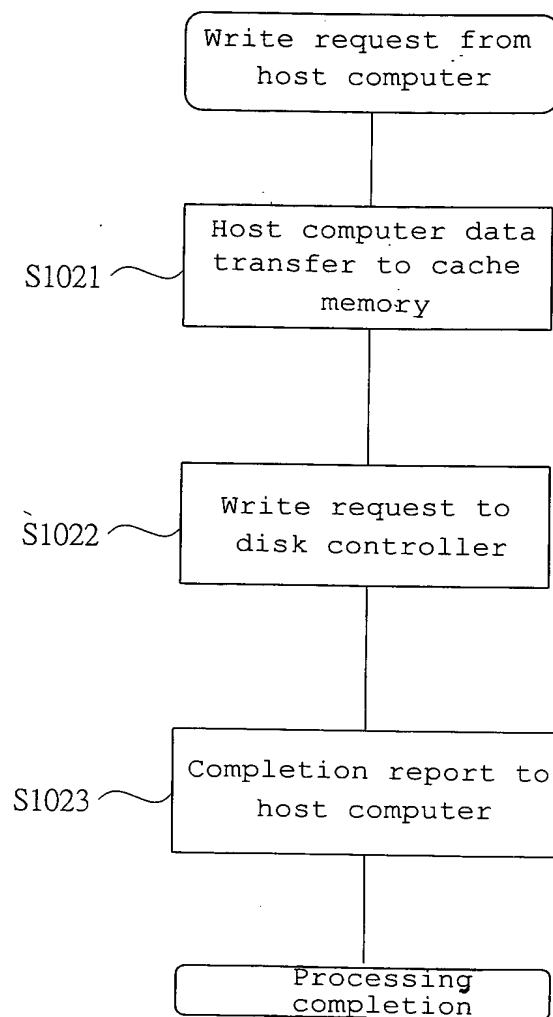 Write request from
host computer
S1021
Host computer data
transfer to cache
memory
S1022
Write request to
disk controller
S1023
Completion report to
host computer
Processing
completion